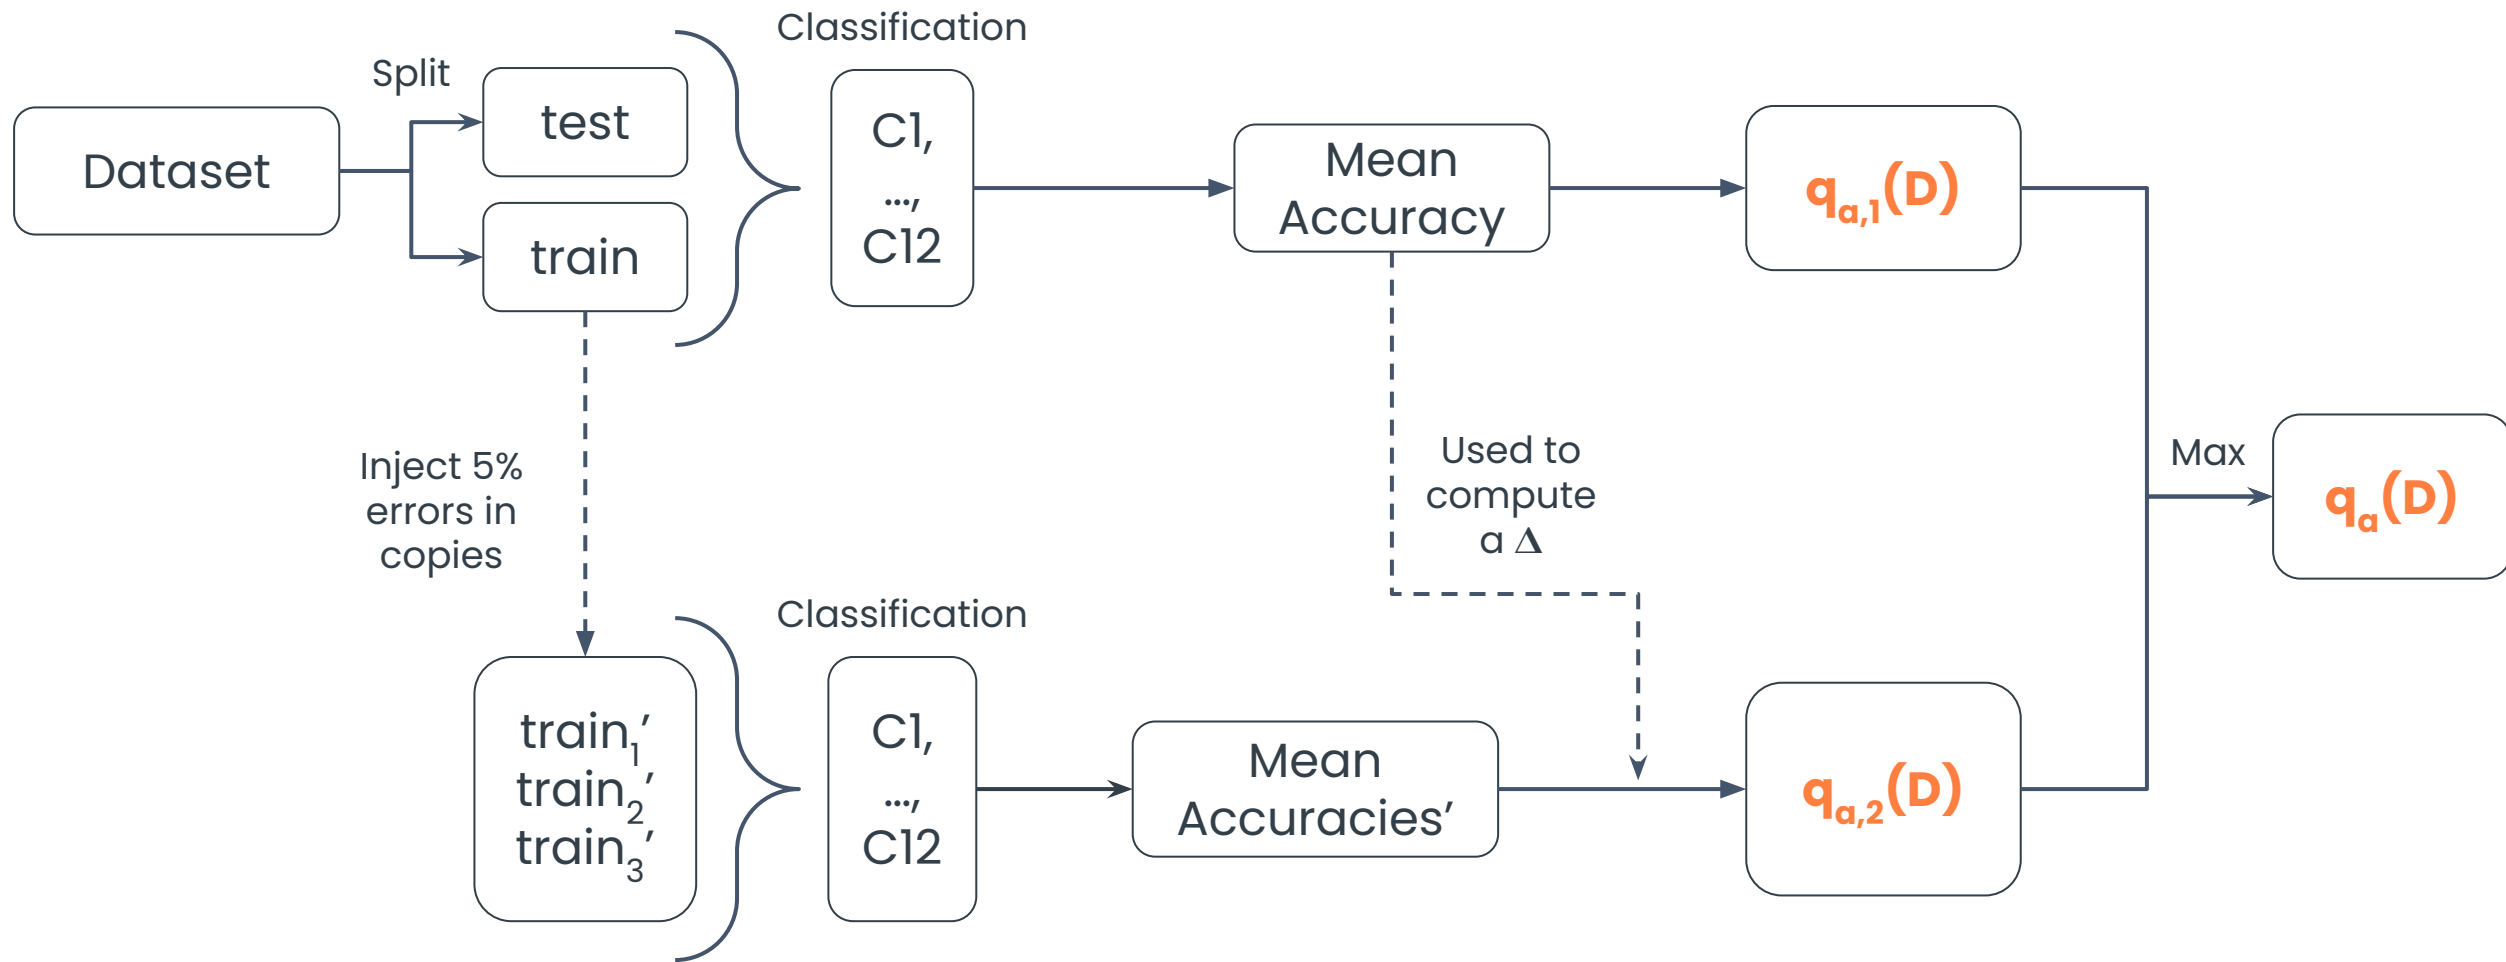 Classification
Split
Dataset
test
train
C1,
...,
C12
Mean
Accuracy
qa,1(D)
Inject 5%
errors in
copies
Used to
compute
a Δ
Max
qa(D)
Classification
train1′
train2′
train3′
C1,
...,
C12
Mean
Accuracies′
qa,2(D)